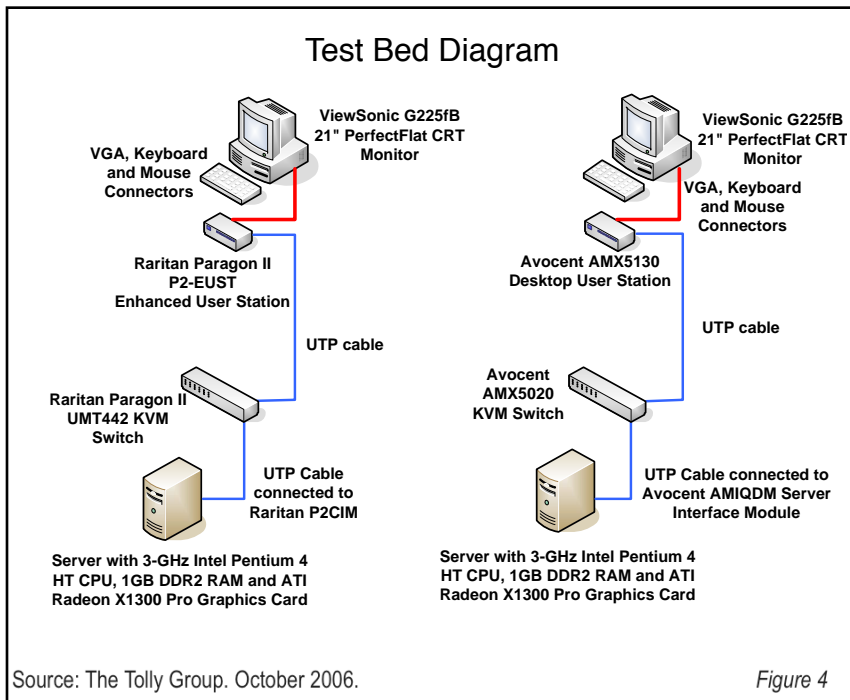 Test Bed Diagram
ViewSonic G225fB
21" PerfectFlat CRT
Monitor
VGA, Keyboard
and Mouse
Connectors
Raritan Paragon II
P2-EUST
Enhanced User Station
UTP cable
Raritan Paragon II
UMT442 KVM
Switch
UTP Cable
connected to
Raritan P2CIM
Server with 3-GHz Intel Pentium 4
HT CPU, 1GB DDR2 RAM and ATI
Radeon X1300 Pro Graphics Card
ViewSonic G225fB
21" PerfectFlat CRT
Monitor
VGA, Keyboard
and Mouse
Connectors
Avocent AMX5130
Desktop User Station
UTP cable
Avocent
AMX5020
KVM Switch
UTP Cable connected to
Avocent AMIQDM Server
Interface Module
Server with 3-GHz Intel Pentium 4
HT CPU, 1GB DDR2 RAM and ATI
Radeon X1300 Pro Graphics Card
Source: The Tolly Group. October 2006.
Figure 4